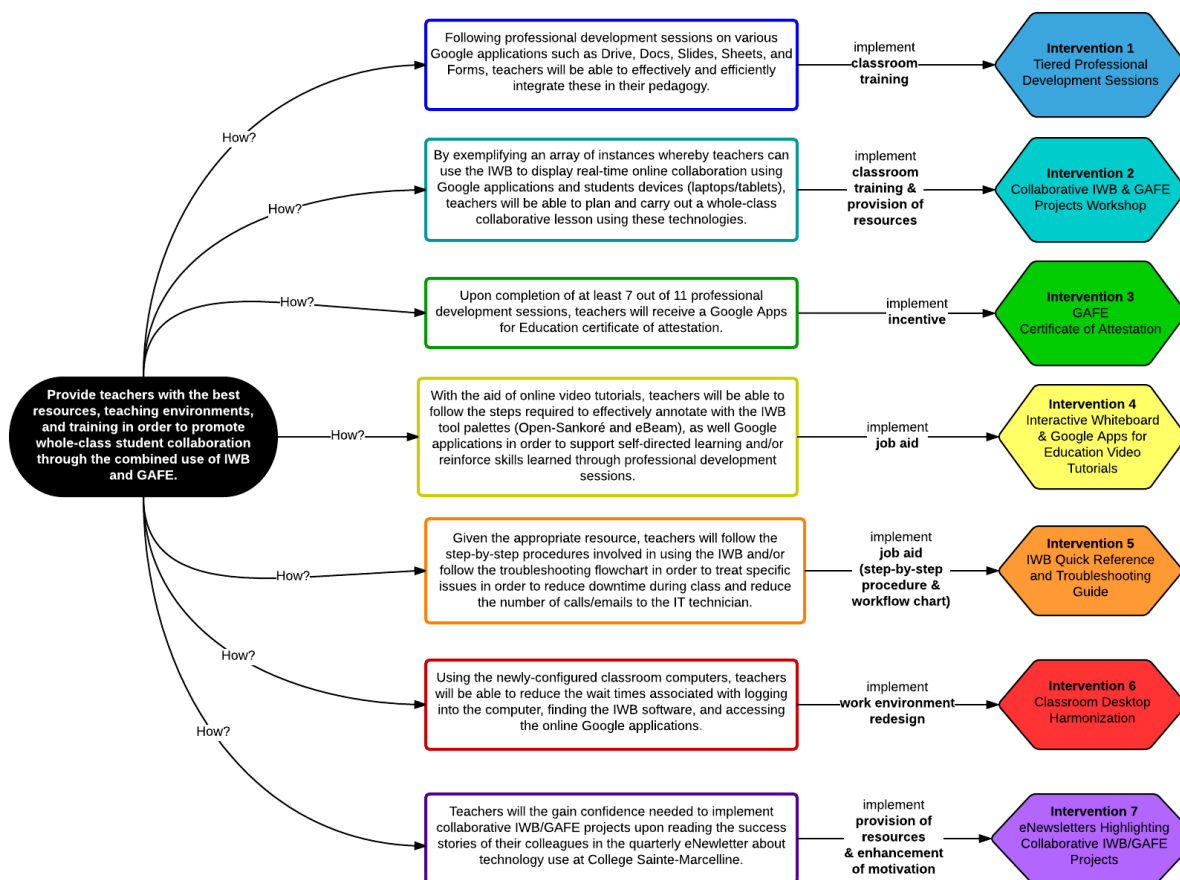 Provide teachers with the best
resources, teaching environments,
and training in order to promote
whole-class student collaboration
through the combined use of IWB
and GAFE.
How?
Following professional development sessions on various
Google applications such as Drive, Docs, Slides, Sheets, and
Forms, teachers will be able to effectively and efficiently
integrate these in their pedagogy.
implement
classroom
training
Intervention 1
Tiered Professional
Development Sessions
How?
By exemplifying an array of instances whereby teachers can
use the IWB to display real-time online collaboration using
Google applications and students devices (laptops/tablets),
teachers will be able to plan and carry out a whole-class
collaborative lesson using these technologies.
implement
classroom
training &
provision of
resources
Intervention 2
Collaborative IWB & GAFE
Projects Workshop
How?
Upon completion of at least 7 out of 11 professional
development sessions, teachers will receive a Google Apps
for Education certificate of attestation.
implement
incentive
Intervention 3
GAFE
Certificate of Attestation
How?
With the aid of online video tutorials, teachers will be able to
follow the steps required to effectively annotate with the IWB
tool palettes (Open-Sankoré and eBeam), as well Google
applications in order to support self-directed learning and/or
reinforce skills learned through professional development
sessions.
implement
job aid
Intervention 4
Interactive Whiteboard
& Google Apps for
Education Video
Tutorials
How?
Given the appropriate resource, teachers will follow the
step-by-step procedures involved in using the IWB and/or
follow the troubleshooting flowchart in order to treat specific
issues in order to reduce downtime during class and reduce
the number of calls/emails to the IT technician.
implement
job aid
(step-by-step
procedure &
workflow chart)
Intervention 5
IWB Quick Reference
and Troubleshooting
Guide
How?
Using the newly-configured classroom computers, teachers
will be able to reduce the wait times associated with logging
into the computer, finding the IWB software, and accessing
the online Google applications.
implement
work environment
redesign
Intervention 6
Classroom Desktop
Harmonization
How?
Teachers will the gain confidence needed to implement
collaborative IWB/GAFE projects upon reading the success
stories of their colleagues in the quarterly eNewletter about
technology use at College Sainte-Marcelline.
implement
provision of
resources
& enhancement
of motivation
Intervention 7
eNewsletters Highlighting
Collaborative IWB/GAFE
Projects